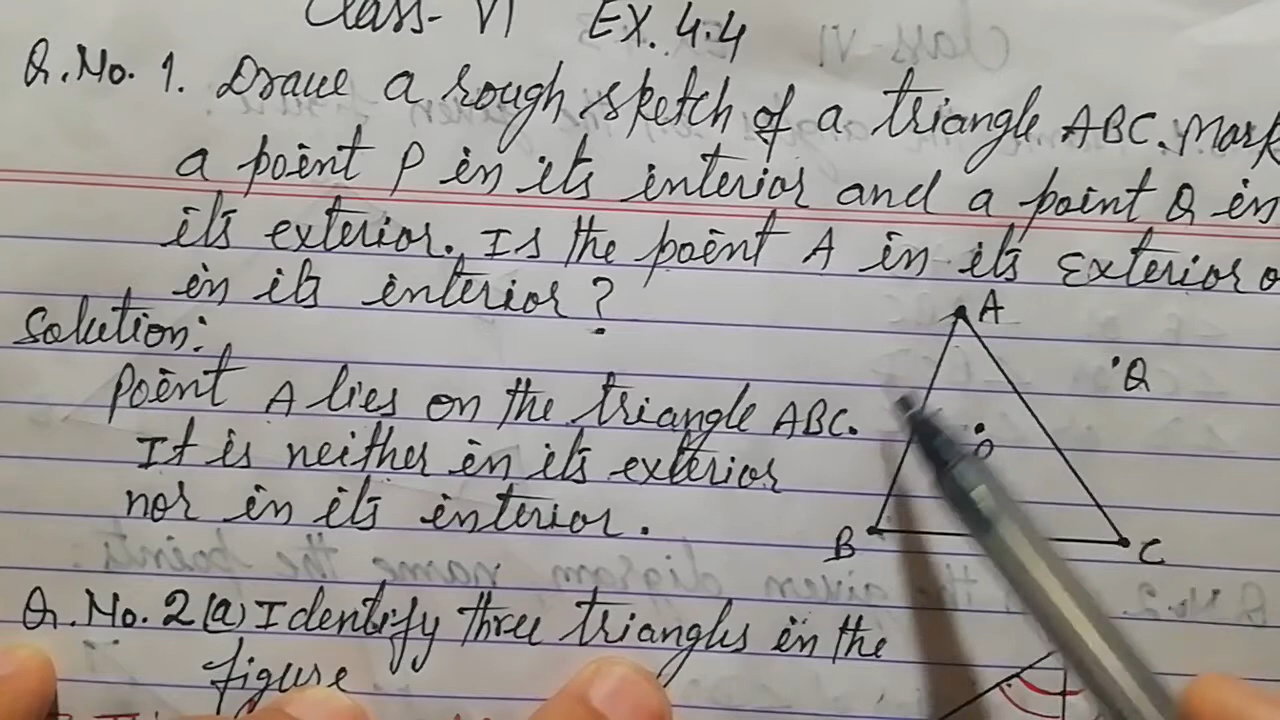 Class- VI EX. 4.4
Q.No. 1. Draw a rough sketch of a triangle ABC. Mark
a point P in its interior and a point Q in
its exterior. Is the point A in its Exterior o
in its interior?
Solution:
A
Q
Point A lies on the triangle ABC.
It is neither in its exterior
nor in its interior.
B C
Q.No. 2 (a) Identify three triangles in the
figure